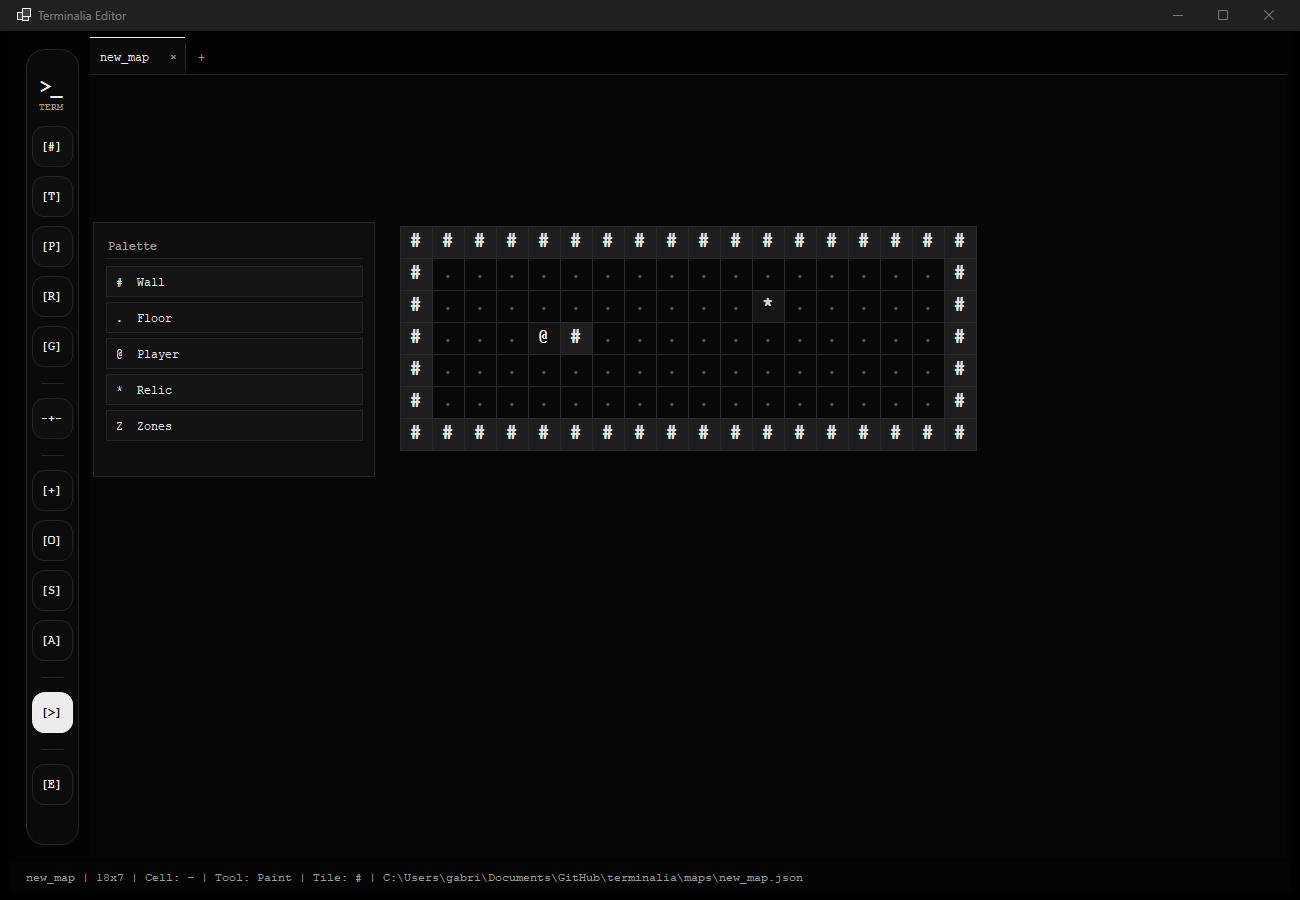 Terminalia Editor
new_map × +
>_
TERM
[#]
[T]
[P]
[R]
[G]
-+-
[+]
[O]
[S]
[A]
[>]
[E]
Palette
# Wall
. Floor
@ Player
* Relic
Z Zones
# # # # # # # # # # # # # # # # # #
# . . . . . . . . . . . . . . . . #
# . . . . . . . . . . * . . . . . #
# . . . @ # . . . . . . . . . . . #
# . . . . . . . . . . . . . . . . #
# . . . . . . . . . . . . . . . . #
# # # # # # # # # # # # # # # # # #
new_map | 18x7 | Cell: - | Tool: Paint | Tile: # | C:\Users\gabri\Documents\GitHub\terminalia\maps\new_map.json